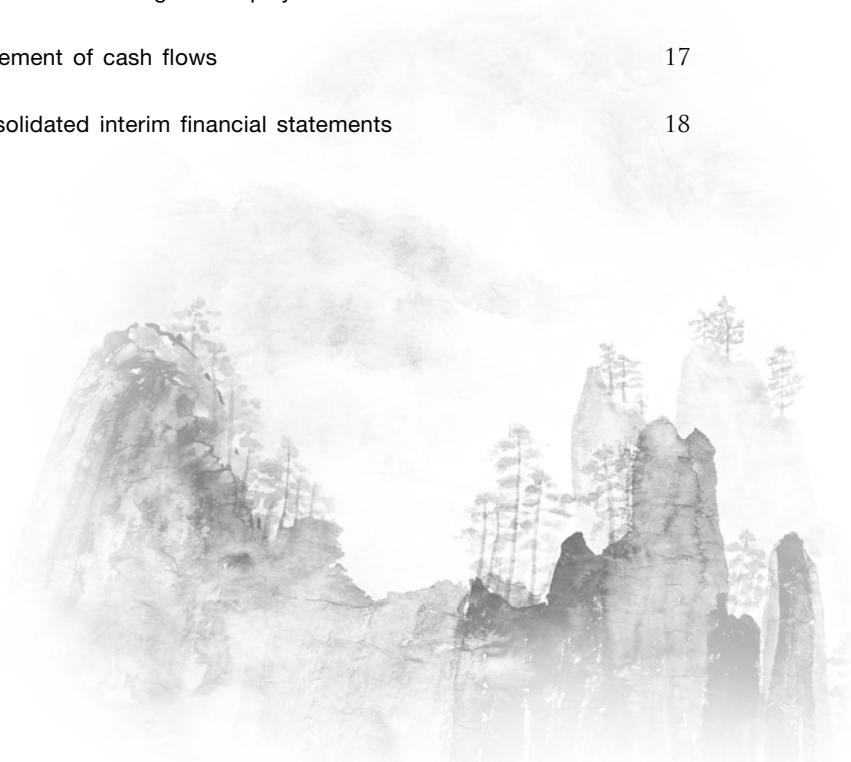 ement of cash flows 17
solidated interim financial statements 18